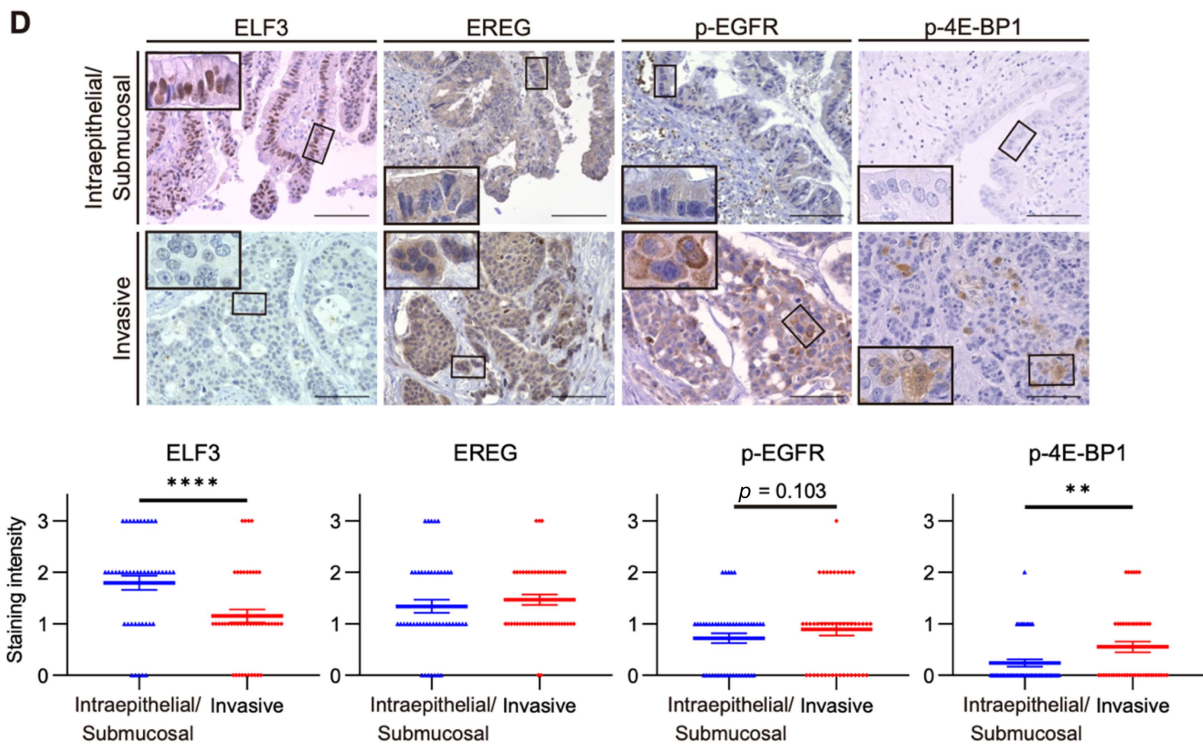 D
ELF3 EREG p-EGFR p-4E-BP1
Intraepithelial/
Submucosal
Invasive
ELF3 EREG p-EGFR p-4E-BP1
**** p = 0.103 **
Staining intensity
3 3 3 3
2 2 2 2
1 1 1 1
0 0 0 0
Intraepithelial/ Invasive Intraepithelial/ Invasive Intraepithelial/ Invasive Intraepithelial/ Invasive
Submucosal Submucosal Submucosal Submucosal